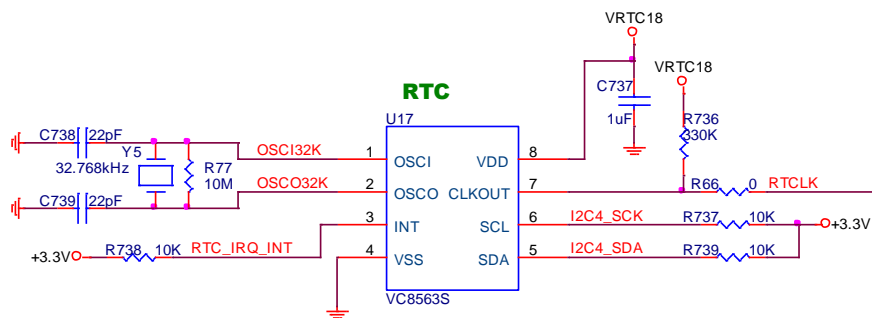 VRTC18
RTC
C737
1uF
VRTC18
U17
R736
330K
C738 22pF
Y5
32.768kHz
R77
10M
OSCI32K
1 OSCI VDD 8
OSCO32K
2 OSCO CLKOUT 7
R66 0 RTCLK
C739 22pF
3 INT SCL 6
I2C4_SCK
R737 10K
+3.3V
+3.3V
R738 10K
RTC_IRQ_INT
4 VSS SDA 5
I2C4_SDA
R739 10K
VC8563S